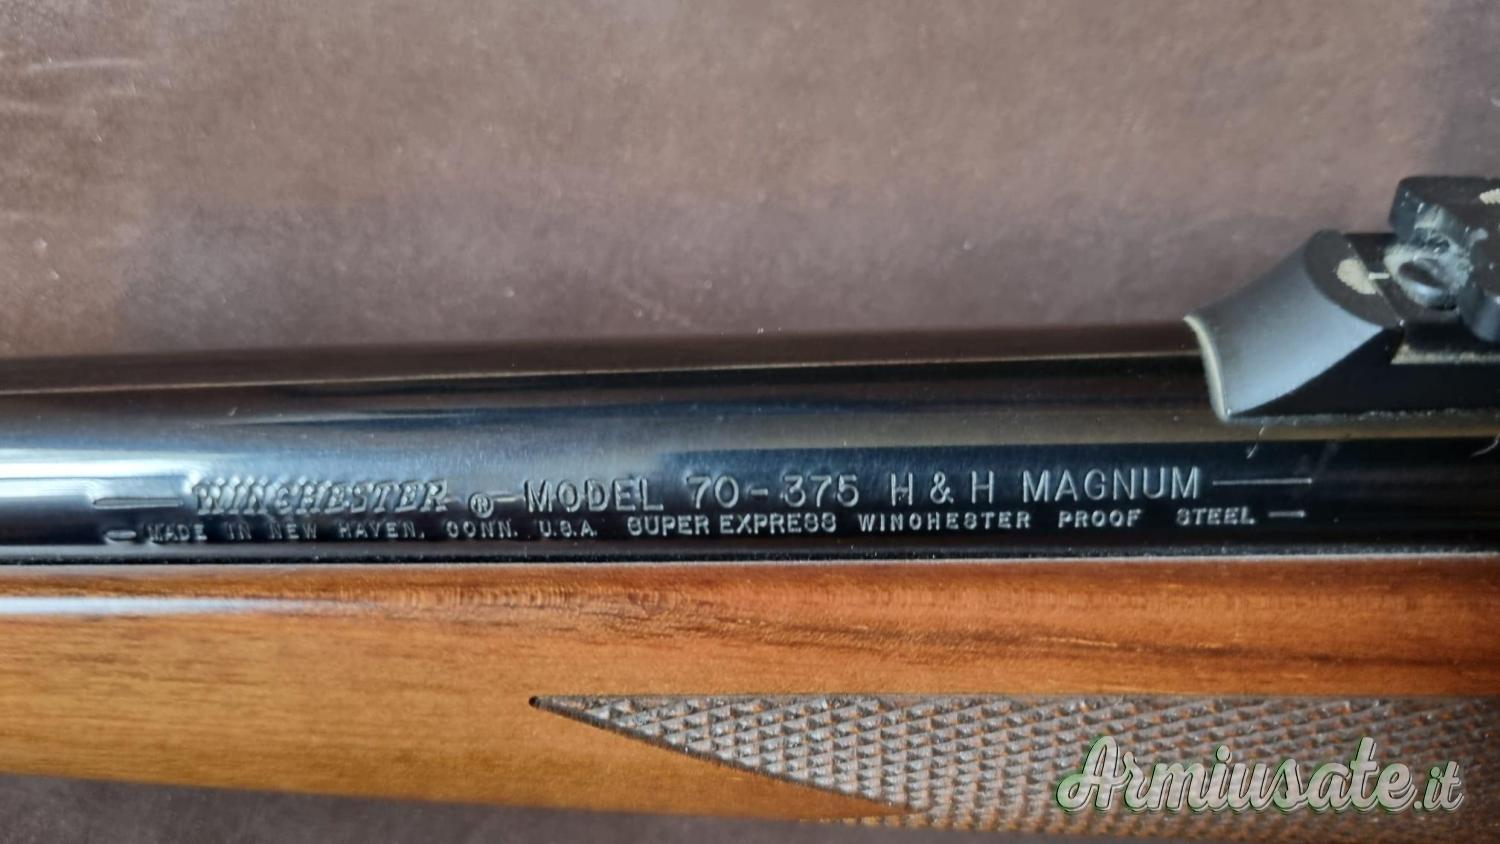 WINCHESTER ® MODEL 70-375 H & H MAGNUM
MADE IN NEW HAVEN, CONN. U.S.A. SUPER EXPRESS WINCHESTER PROOF STEEL
Armiusate.it